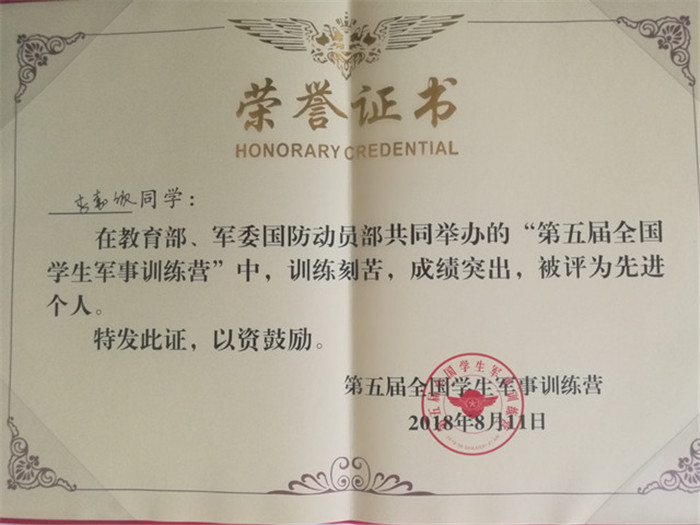 荣誉证书
HONORARY CREDENTIAL
同学：
在教育部、军委国防动员部共同举办的“第五届全国
学生军事训练营”中，训练刻苦，成绩突出，被评为先进
个人。
特发此证，以资鼓励。
第五届全国学生军事训练营
2018年8月11日